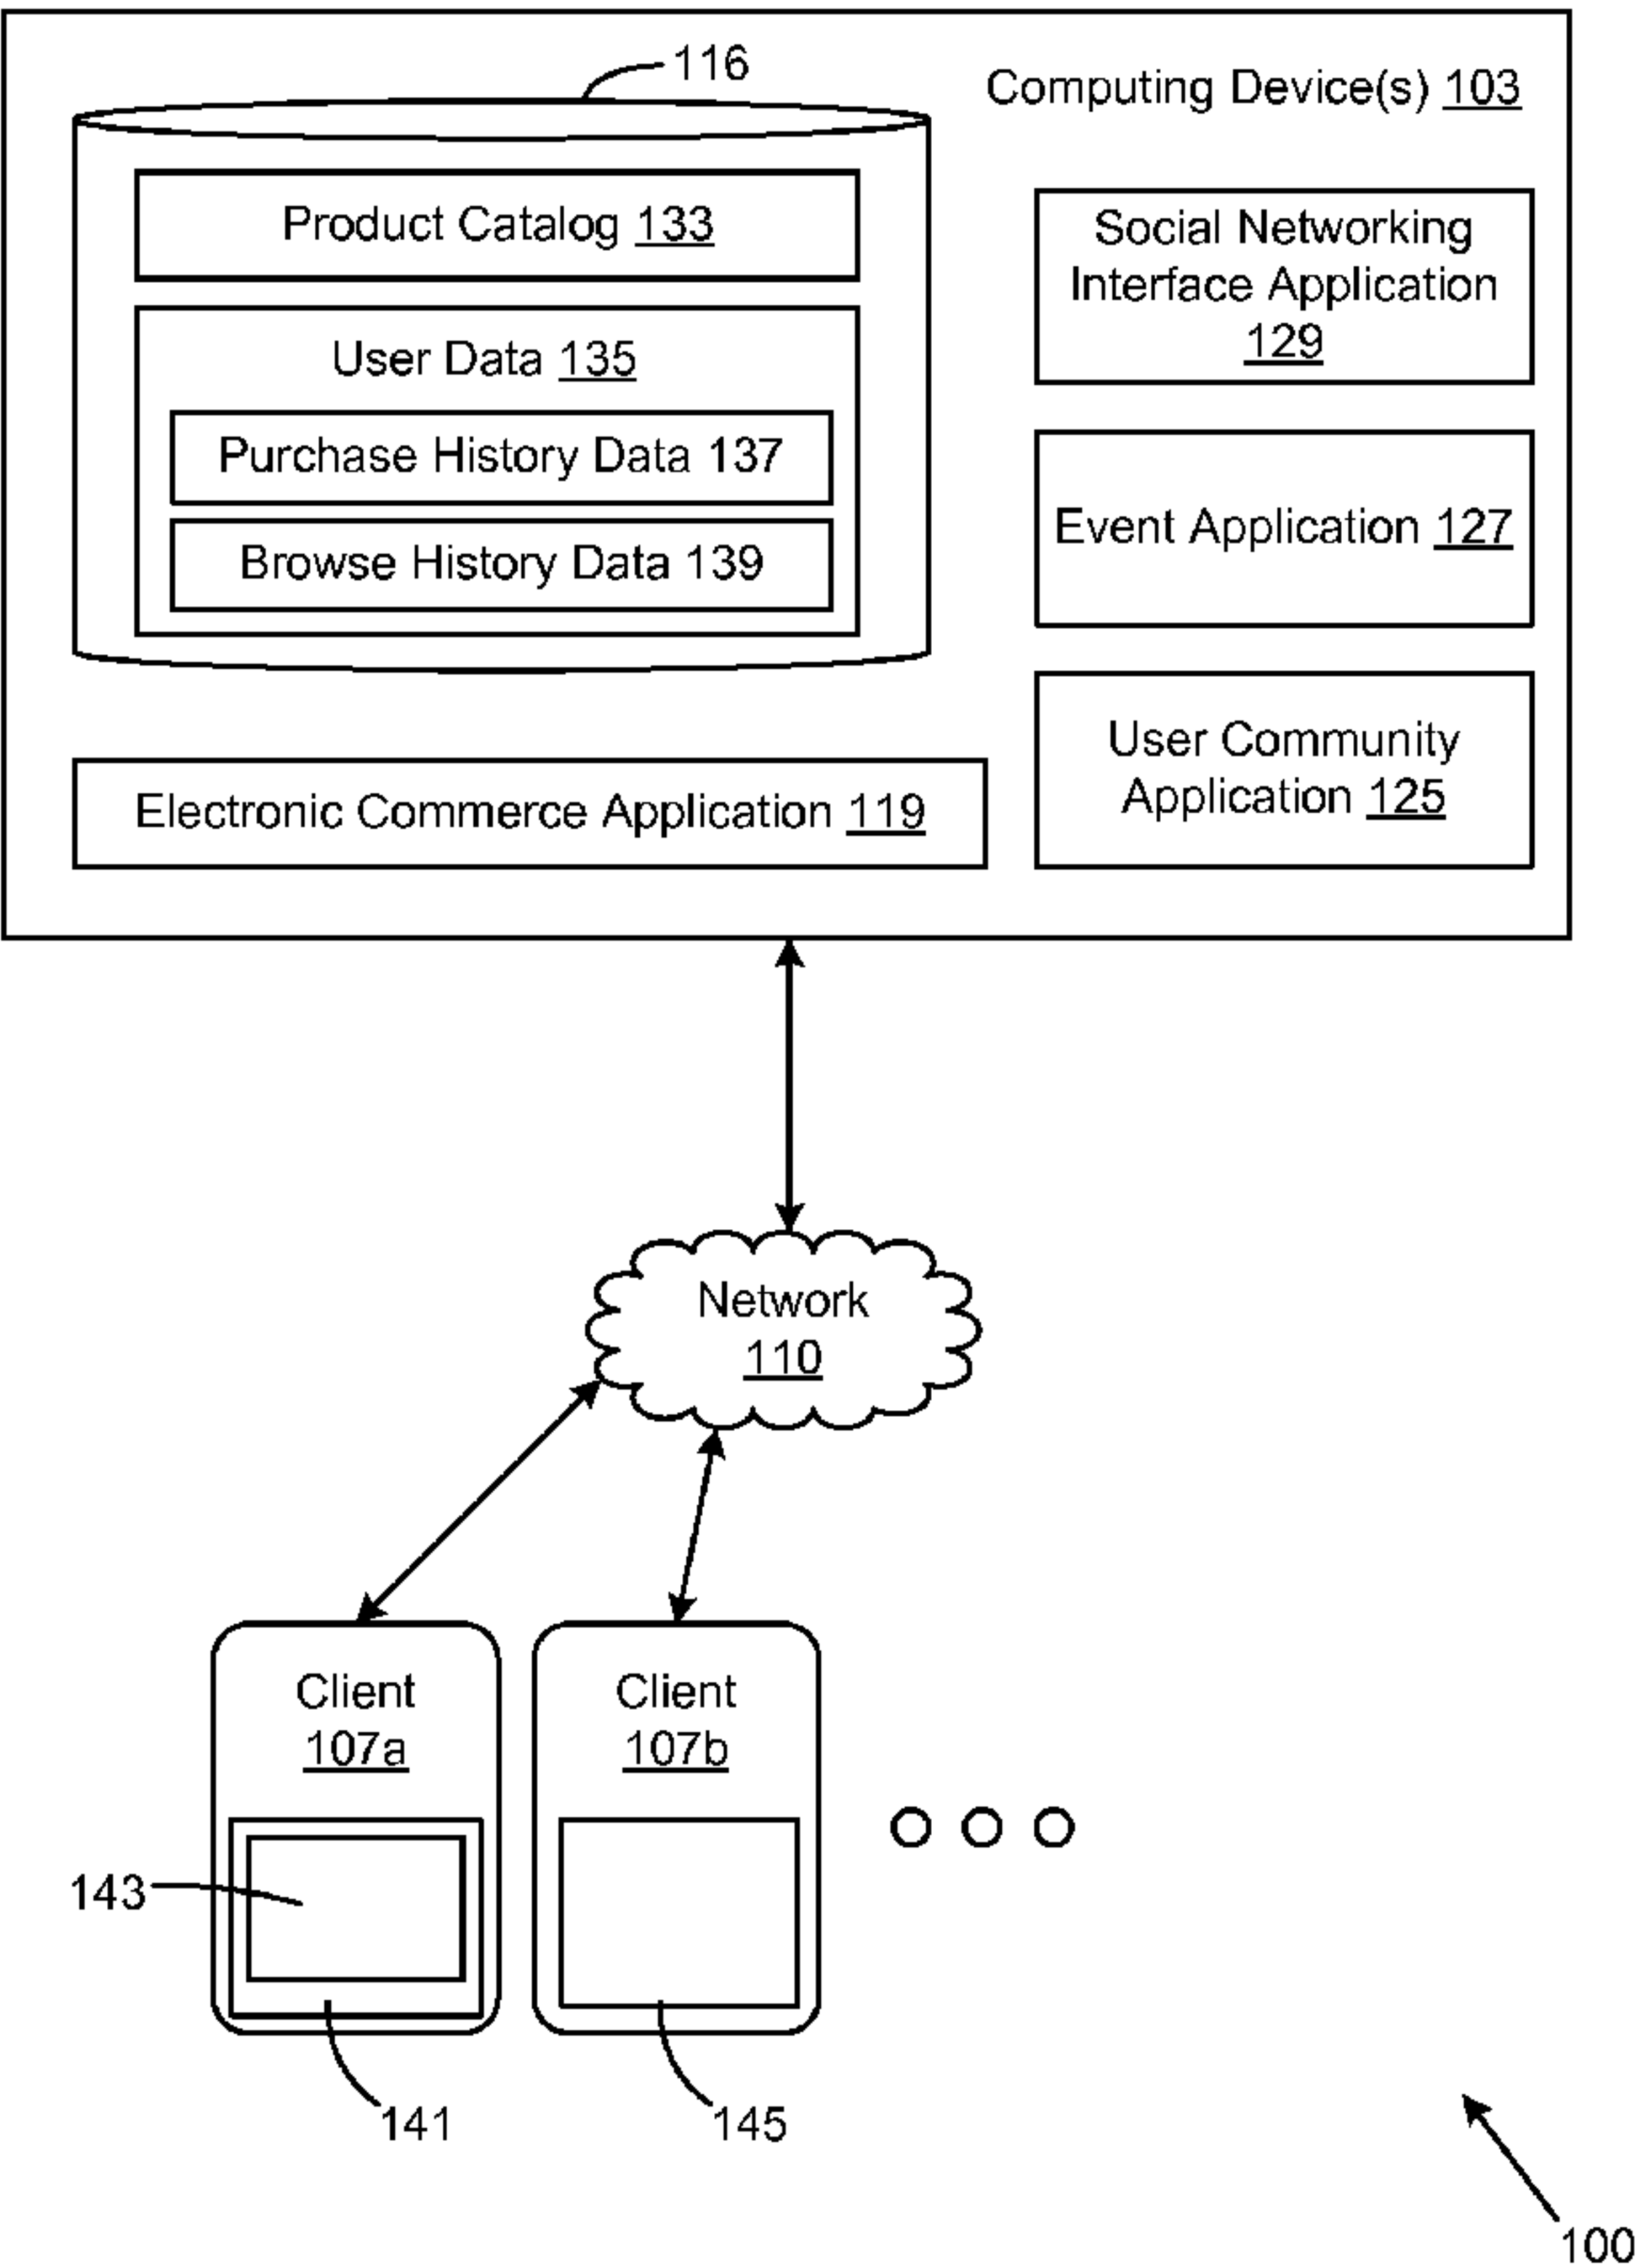 116
Computing Device(s) 103
Product Catalog 133
User Data 135
Purchase History Data 137
Browse History Data 139
Social Networking
Interface Application
129
Event Application 127
User Community
Application 125
Electronic Commerce Application 119
Network
110
Client
107a
Client
107b
143
141
145
100